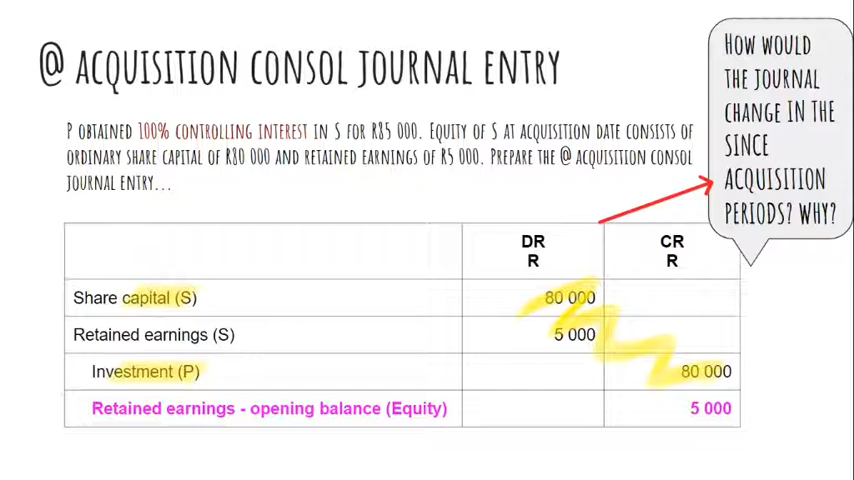 @ ACQUISITION CONSOL JOURNAL ENTRY
P OBTAINED 100% CONTROLLING INTEREST IN S FOR R85 000. EQUITY OF S AT ACQUISITION DATE CONSISTS OF
ORDINARY SHARE CAPITAL OF R80 000 AND RETAINED EARNINGS OF R5 000. PREPARE THE @ ACQUISITION CONSOL
JOURNAL ENTRY...
HOW WOULD
THE JOURNAL
CHANGE IN THE
SINCE
ACQUISITION
PERIODS? WHY?
DR CR
R R
Share capital (S) 80 000
Retained earnings (S) 5 000
Investment (P) 80 000
Retained earnings - opening balance (Equity) 5 000